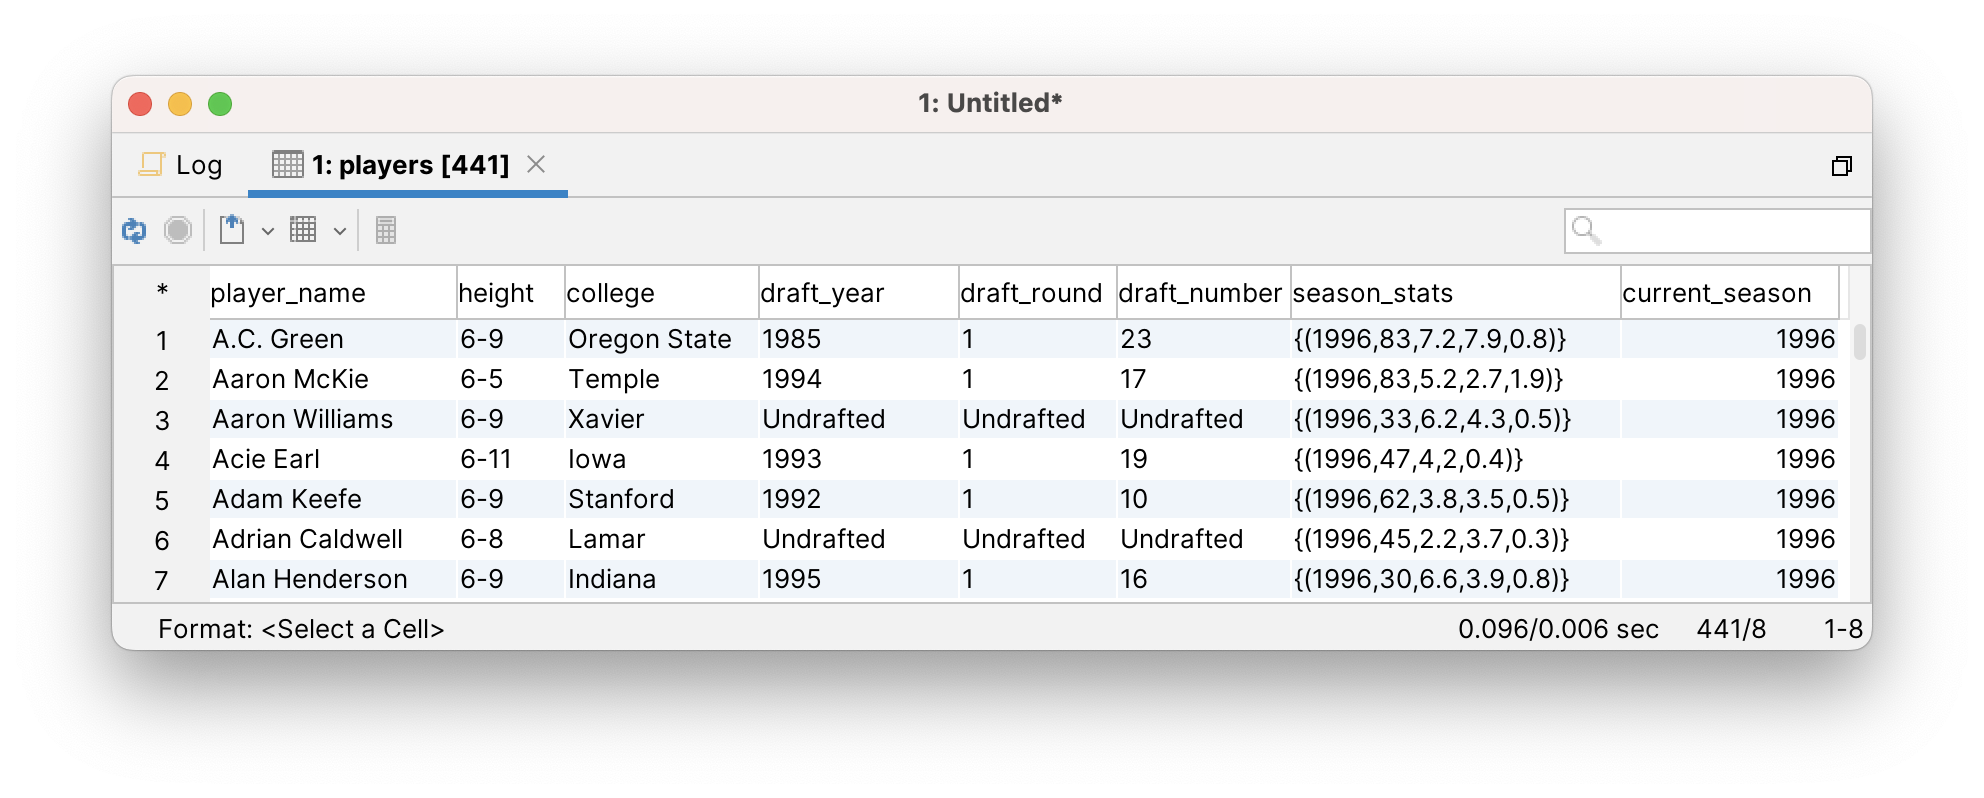 1: Untitled*
Log 1: players [441]
* player_name height college draft_year draft_round draft_number season_stats current_season
1 A.C. Green 6-9 Oregon State 1985 1 23 {(1996,83,7.2,7.9,0.8)} 1996
2 Aaron McKie 6-5 Temple 1994 1 17 {(1996,83,5.2,2.7,1.9)} 1996
3 Aaron Williams 6-9 Xavier Undrafted Undrafted Undrafted {(1996,33,6.2,4.3,0.5)} 1996
4 Acie Earl 6-11 Iowa 1993 1 19 {(1996,47,4,2,0.4)} 1996
5 Adam Keefe 6-9 Stanford 1992 1 10 {(1996,62,3.8,3.5,0.5)} 1996
6 Adrian Caldwell 6-8 Lamar Undrafted Undrafted Undrafted {(1996,45,2.2,3.7,0.3)} 1996
7 Alan Henderson 6-9 Indiana 1995 1 16 {(1996,30,6.6,3.9,0.8)} 1996
Format: <Select a Cell> 0.096/0.006 sec 441/8 1-8